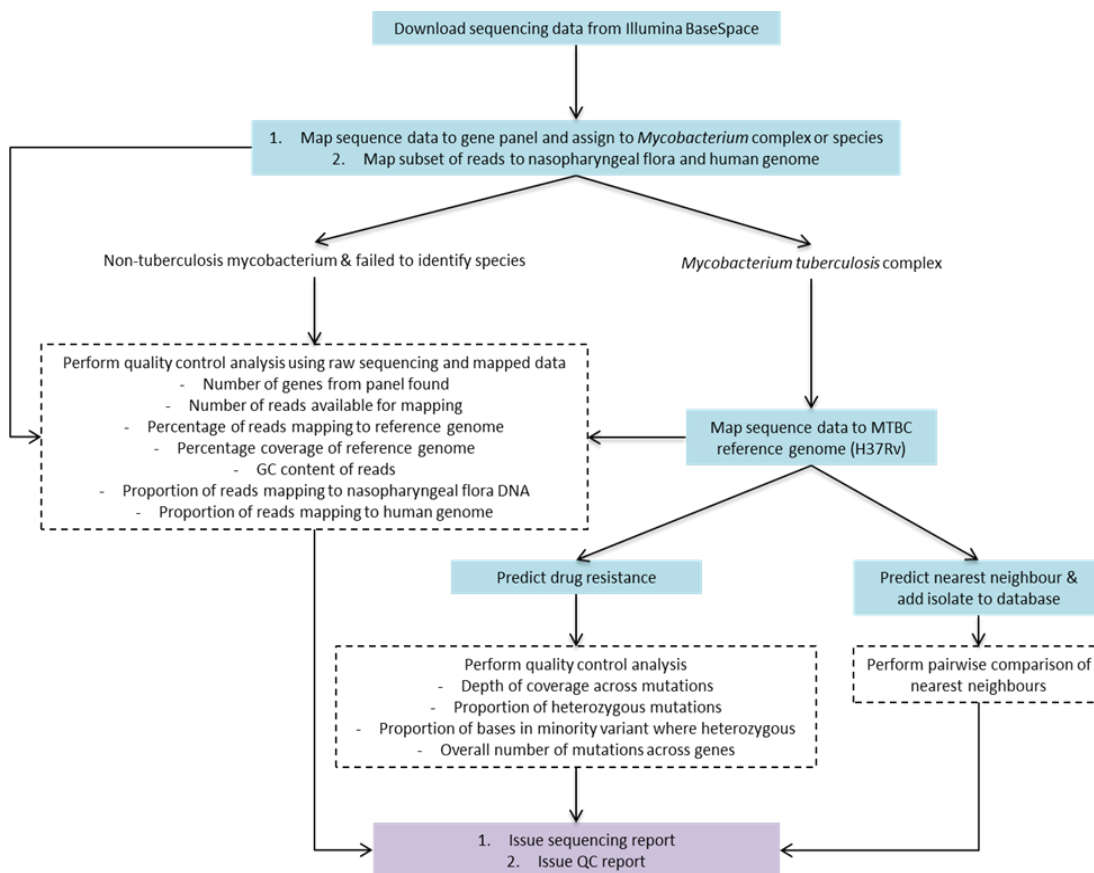 Download sequencing data from Illumina BaseSpace
1. Map sequence data to gene panel and assign to Mycobacterium complex or species
2. Map subset of reads to nasopharyngeal flora and human genome
Non-tuberculosis mycobacterium & failed to identify species
Mycobacterium tuberculosis complex
Perform quality control analysis using raw sequencing and mapped data
- Number of genes from panel found
- Number of reads available for mapping
- Percentage of reads mapping to reference genome
- Percentage coverage of reference genome
- GC content of reads
- Proportion of reads mapping to nasopharyngeal flora DNA
- Proportion of reads mapping to human genome
Map sequence data to MTBC
reference genome (H37Rv)
Predict drug resistance
Predict nearest neighbour &
add isolate to database
Perform quality control analysis
- Depth of coverage across mutations
- Proportion of heterozygous mutations
- Proportion of bases in minority variant where heterozygous
- Overall number of mutations across genes
Perform pairwise comparison of
nearest neighbours
1. Issue sequencing report
2. Issue QC report